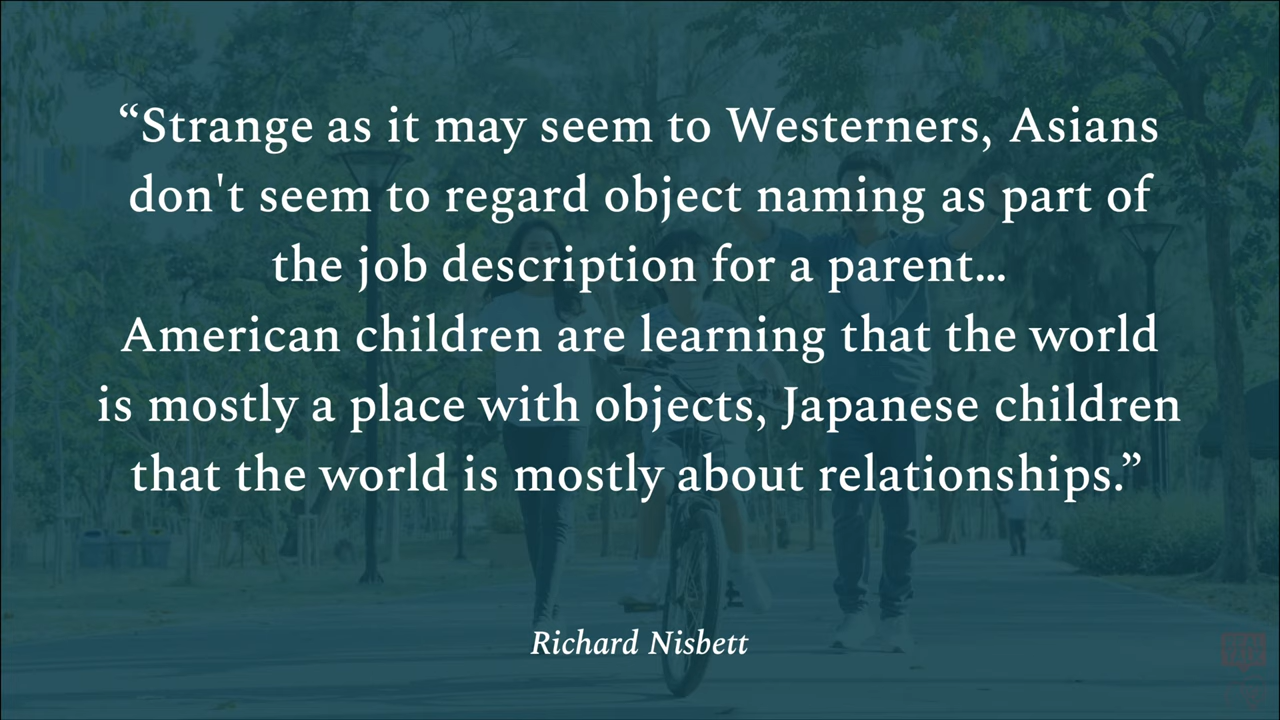 “Strange as it may seem to Westerners, Asians
don't seem to regard object naming as part of
the job description for a parent...
American children are learning that the world
is mostly a place with objects, Japanese children
that the world is mostly about relationships.”
Richard Nisbett